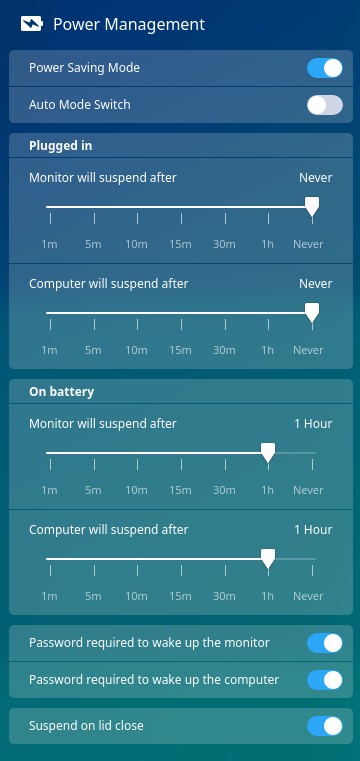 Power Management
Power Saving Mode
Auto Mode Switch
Plugged in
Monitor will suspend after Never
1m 5m 10m 15m 30m 1h Never
Computer will suspend after Never
1m 5m 10m 15m 30m 1h Never
On battery
Monitor will suspend after 1 Hour
1m 5m 10m 15m 30m 1h Never
Computer will suspend after 1 Hour
1m 5m 10m 15m 30m 1h Never
Password required to wake up the monitor
Password required to wake up the computer
Suspend on lid close